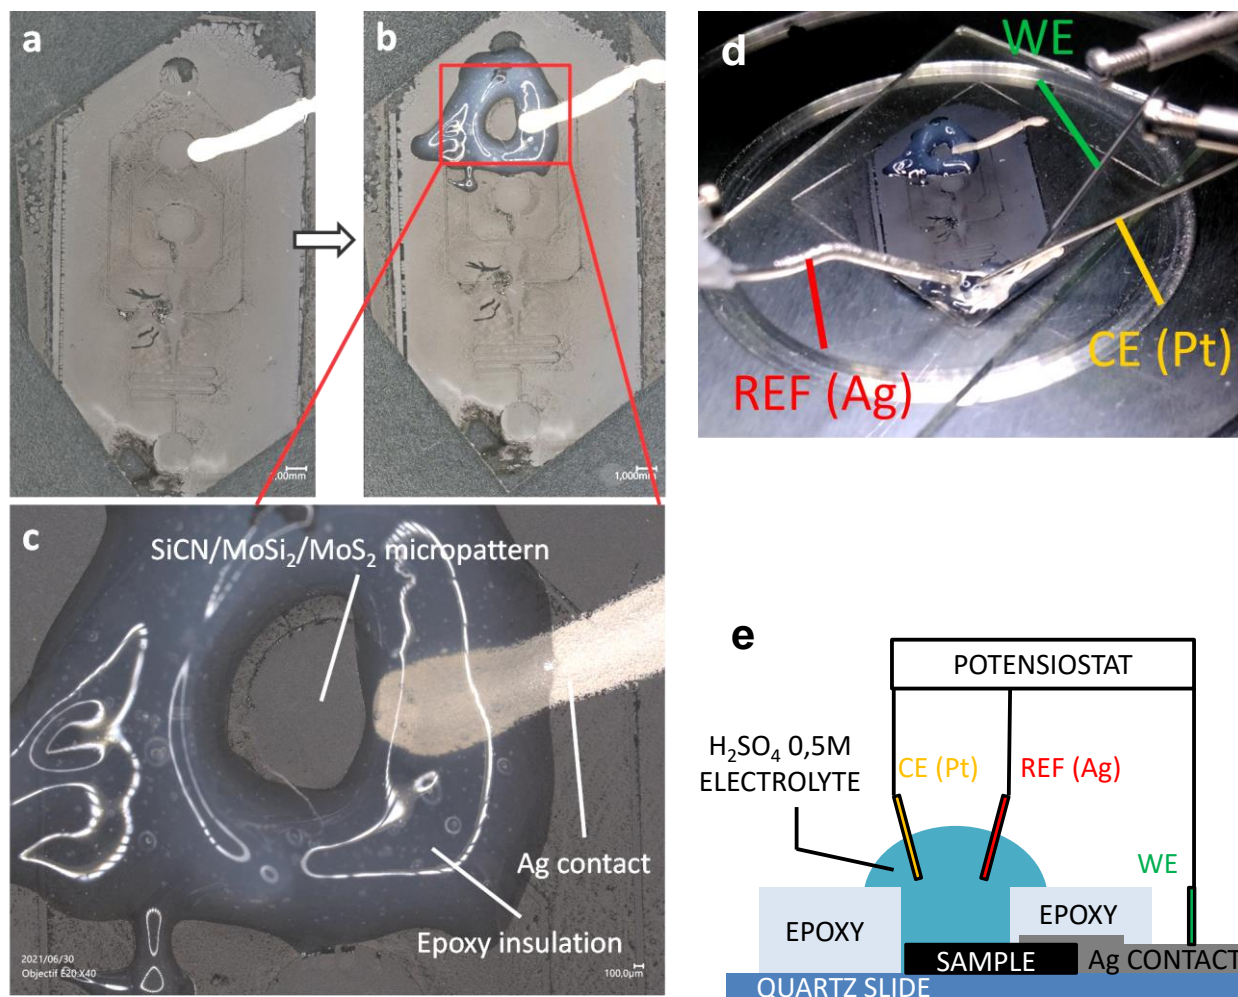 a
b
1,000mm
c
SiCN/MoSi₂/MoS₂ micropattern
Ag contact
Epoxy insulation
2021/06/30
Objectif E20:X40
100,0µm
d
WE
CE (Pt)
REF (Ag)
e
POTENSIOSTAT
H₂SO₄ 0,5M
ELECTROLYTE
CE (Pt)
REF (Ag)
WE
EPOXY
EPOXY
SAMPLE
Ag CONTACT
QUARTZ SLIDE